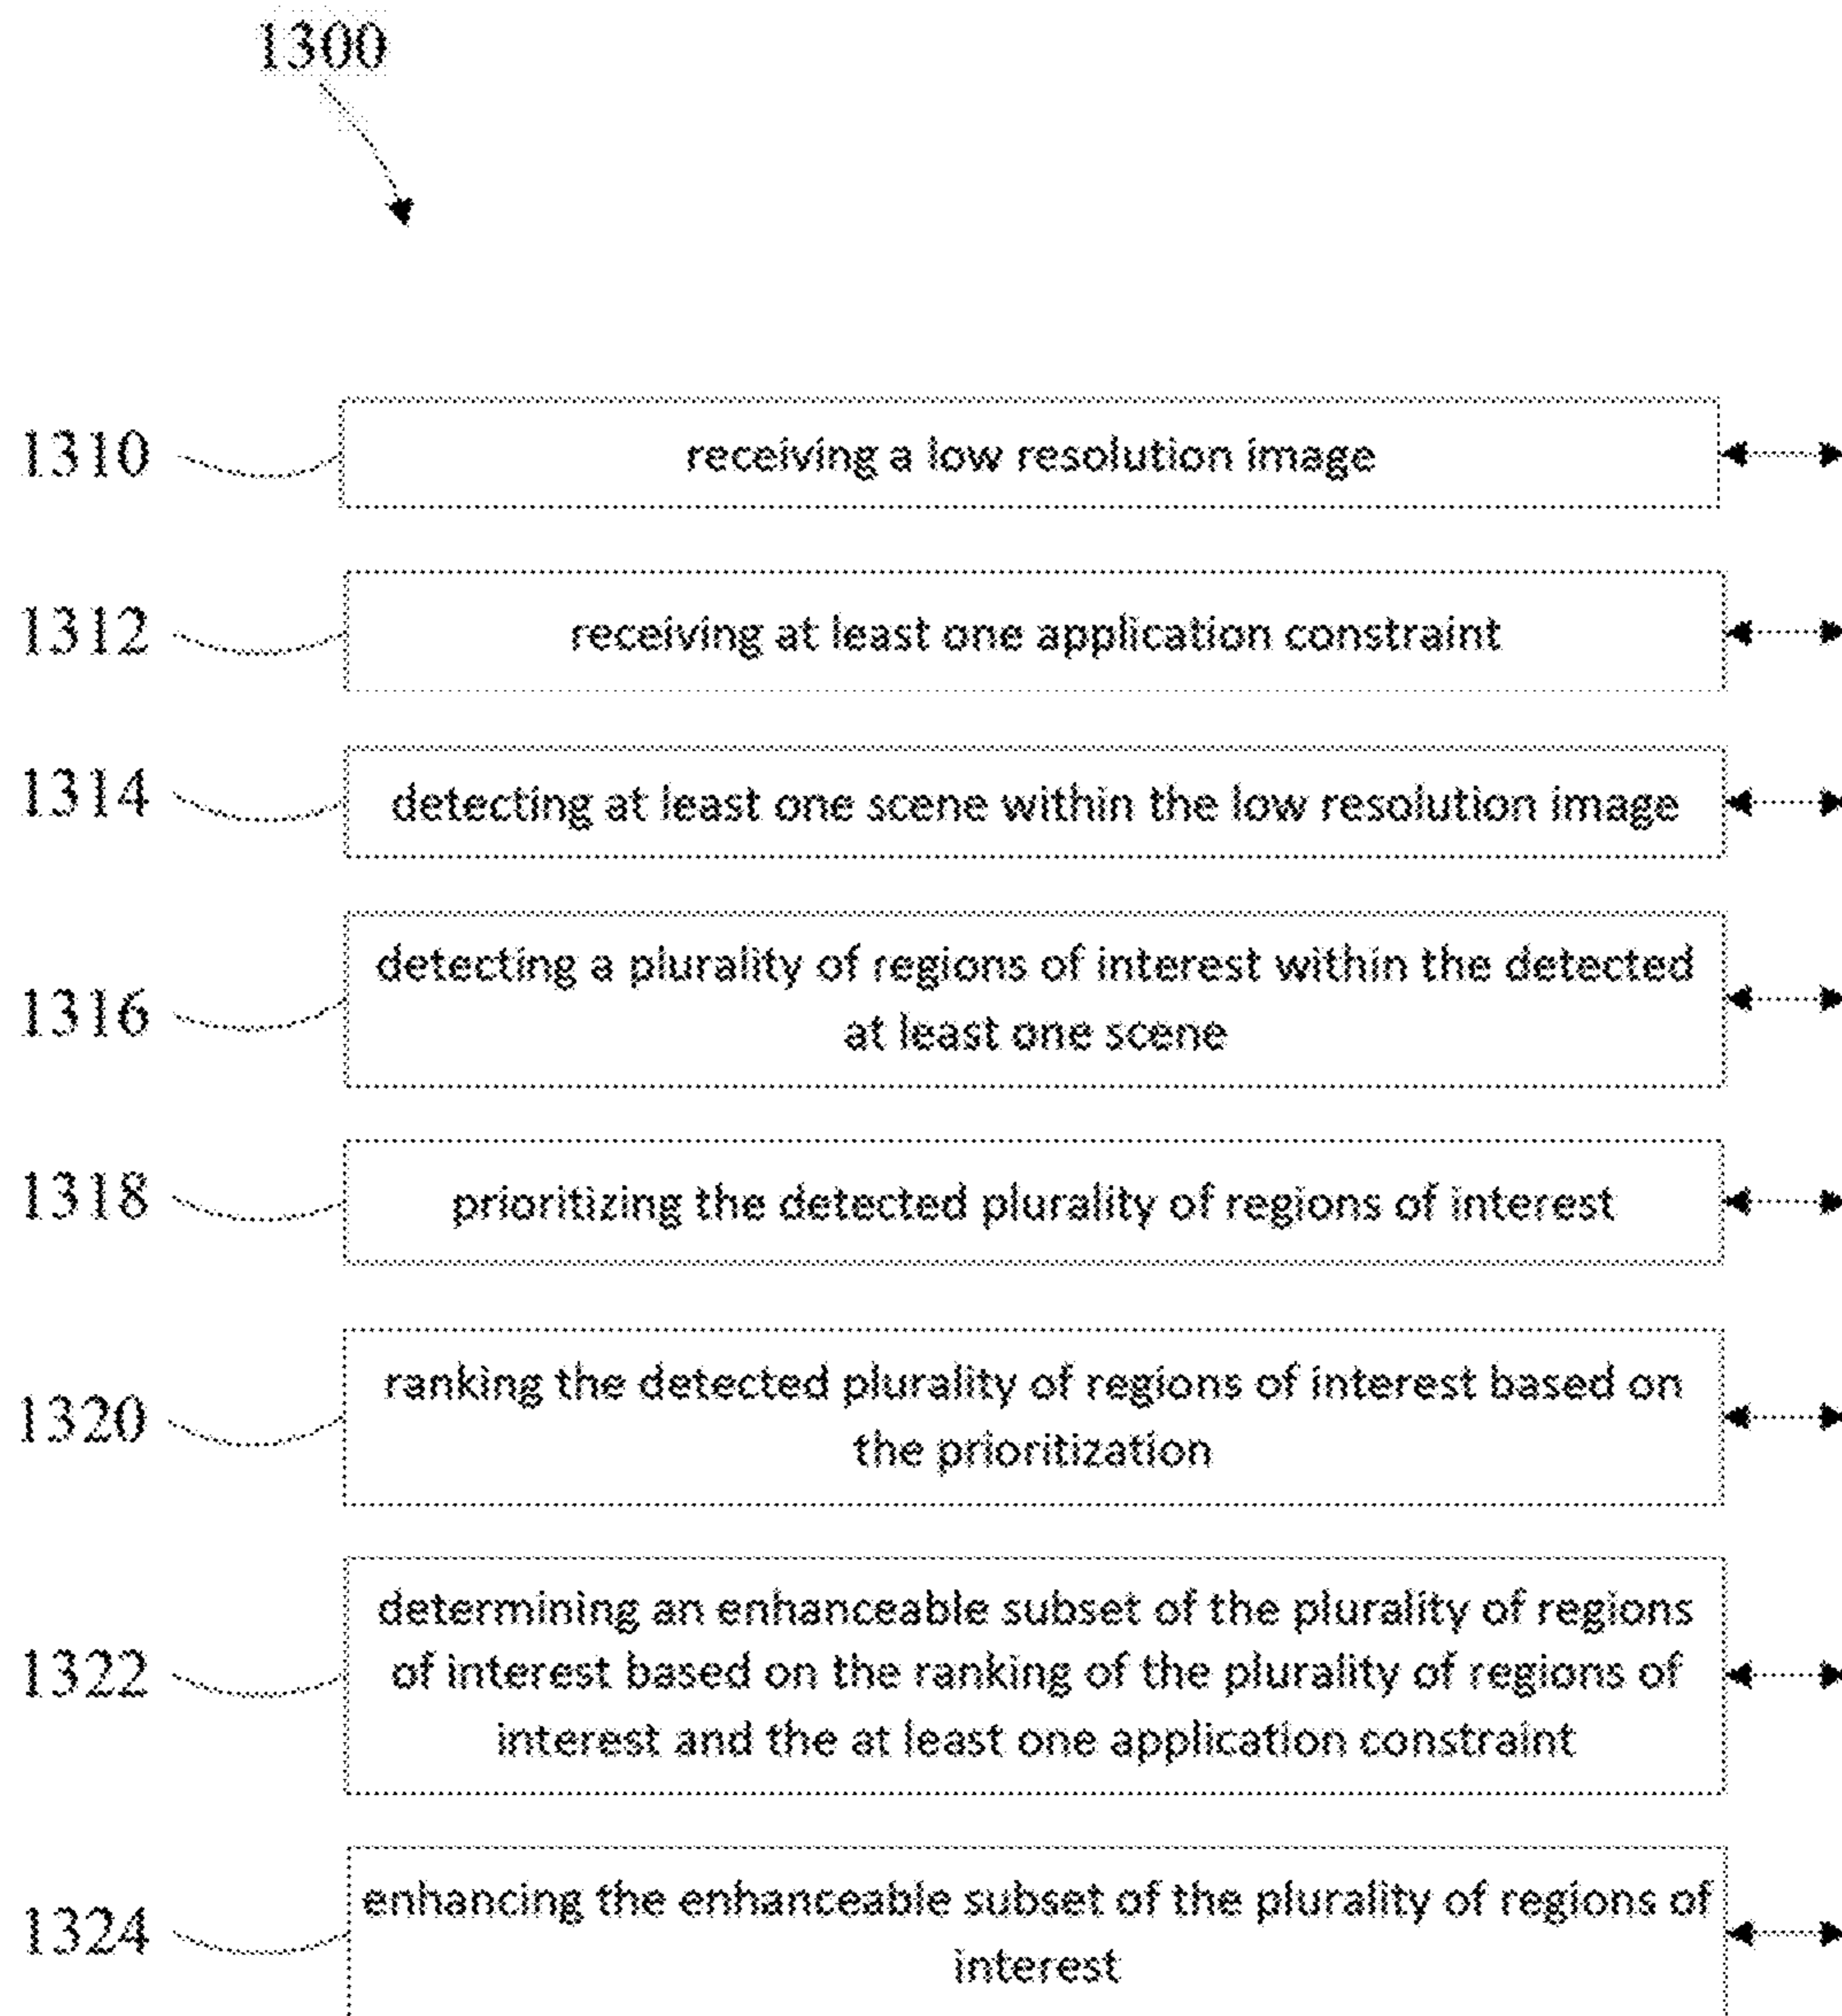 1300
1310 receiving a low resolution image
1312 receiving at least one application constraint
1314 detecting at least one scene within the low resolution image
1316 detecting a plurality of regions of interest within the detected
at least one scene
1318 prioritizing the detected plurality of regions of interest
1320 ranking the detected plurality of regions of interest based on
the prioritization
1322 determining an enhanceable subset of the plurality of regions
of interest based on the ranking of the plurality of regions of
interest and the at least one application constraint
1324 enhancing the enhanceable subset of the plurality of regions of
interest